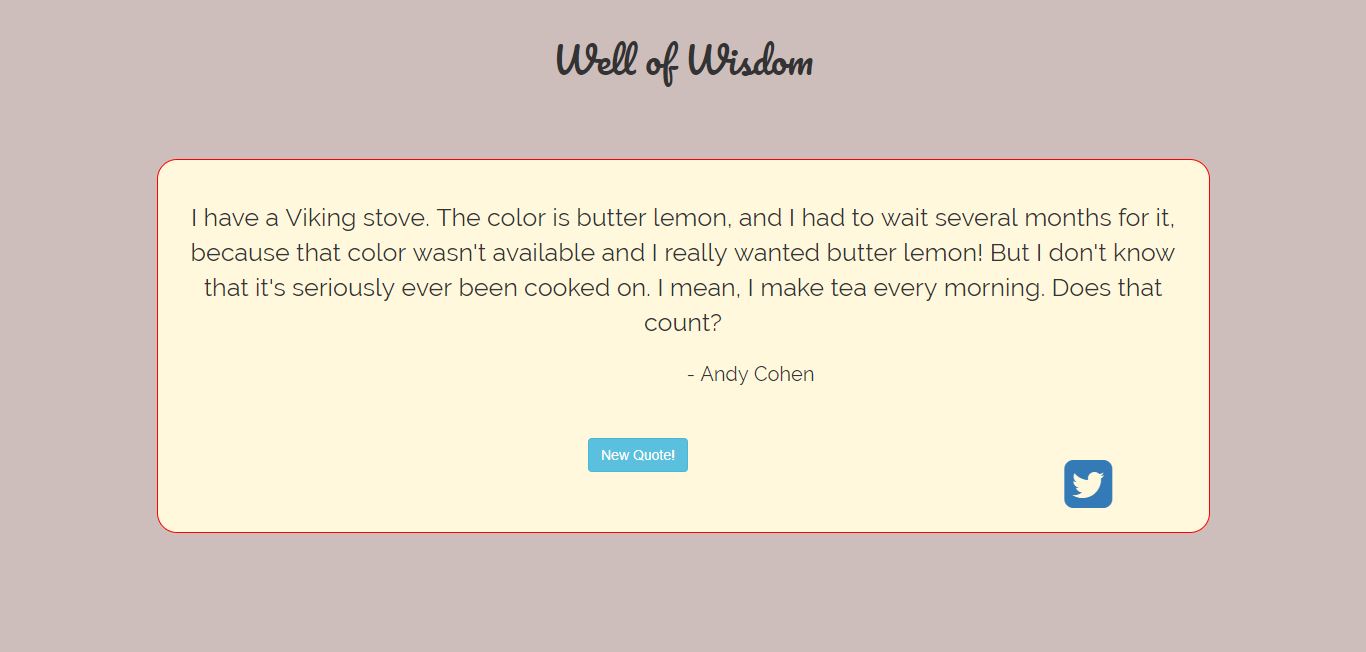 Well of Wisdom
I have a Viking stove. The color is butter lemon, and I had to wait several months for it,
because that color wasn't available and I really wanted butter lemon! But I don't know
that it's seriously ever been cooked on. I mean, I make tea every morning. Does that
count?
- Andy Cohen
New Quote!